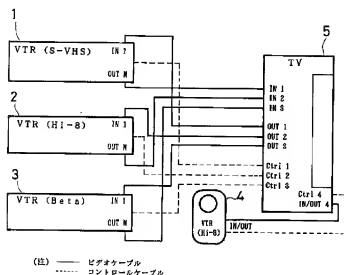 1
VTR (S-VHS)
IN 1
OUT M
2
VTR (Hi-8)
IN 1
OUT M
3
VTR (Beta)
IN 1
OUT M
5
TV
IN 1
IN 2
IN 3
OUT 1
OUT 2
OUT 3
Ctrl 1
Ctrl 2
Ctrl 3
Ctrl 4
IN/OUT 4
4
VTR
(Hi-8)
IN/OUT
(注) ビデオケーブル
コントロールケーブル